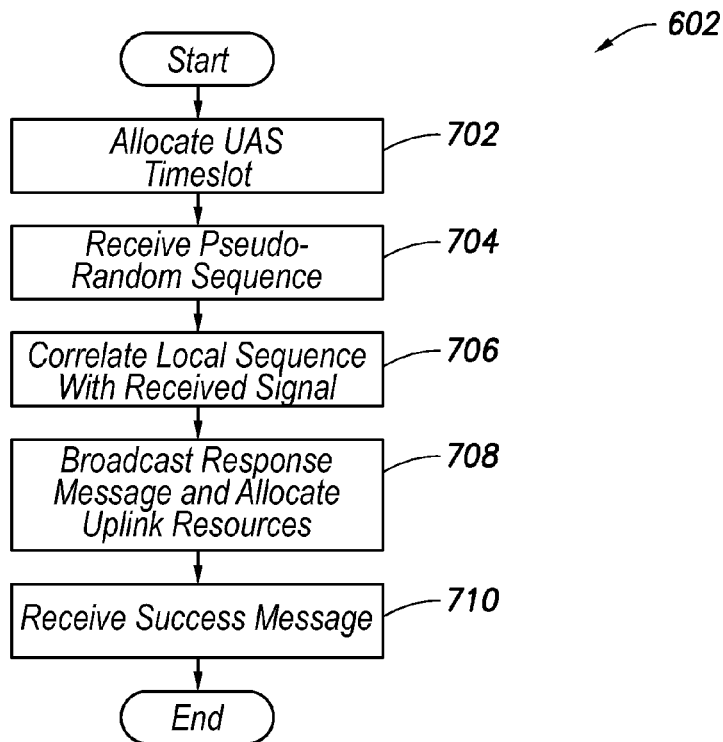 602
Start
Allocate UAS
Timeslot
702
Receive Pseudo-
Random Sequence
704
Correlate Local Sequence
With Received Signal
706
Broadcast Response
Message and Allocate
Uplink Resources
708
Receive Success Message
710
End